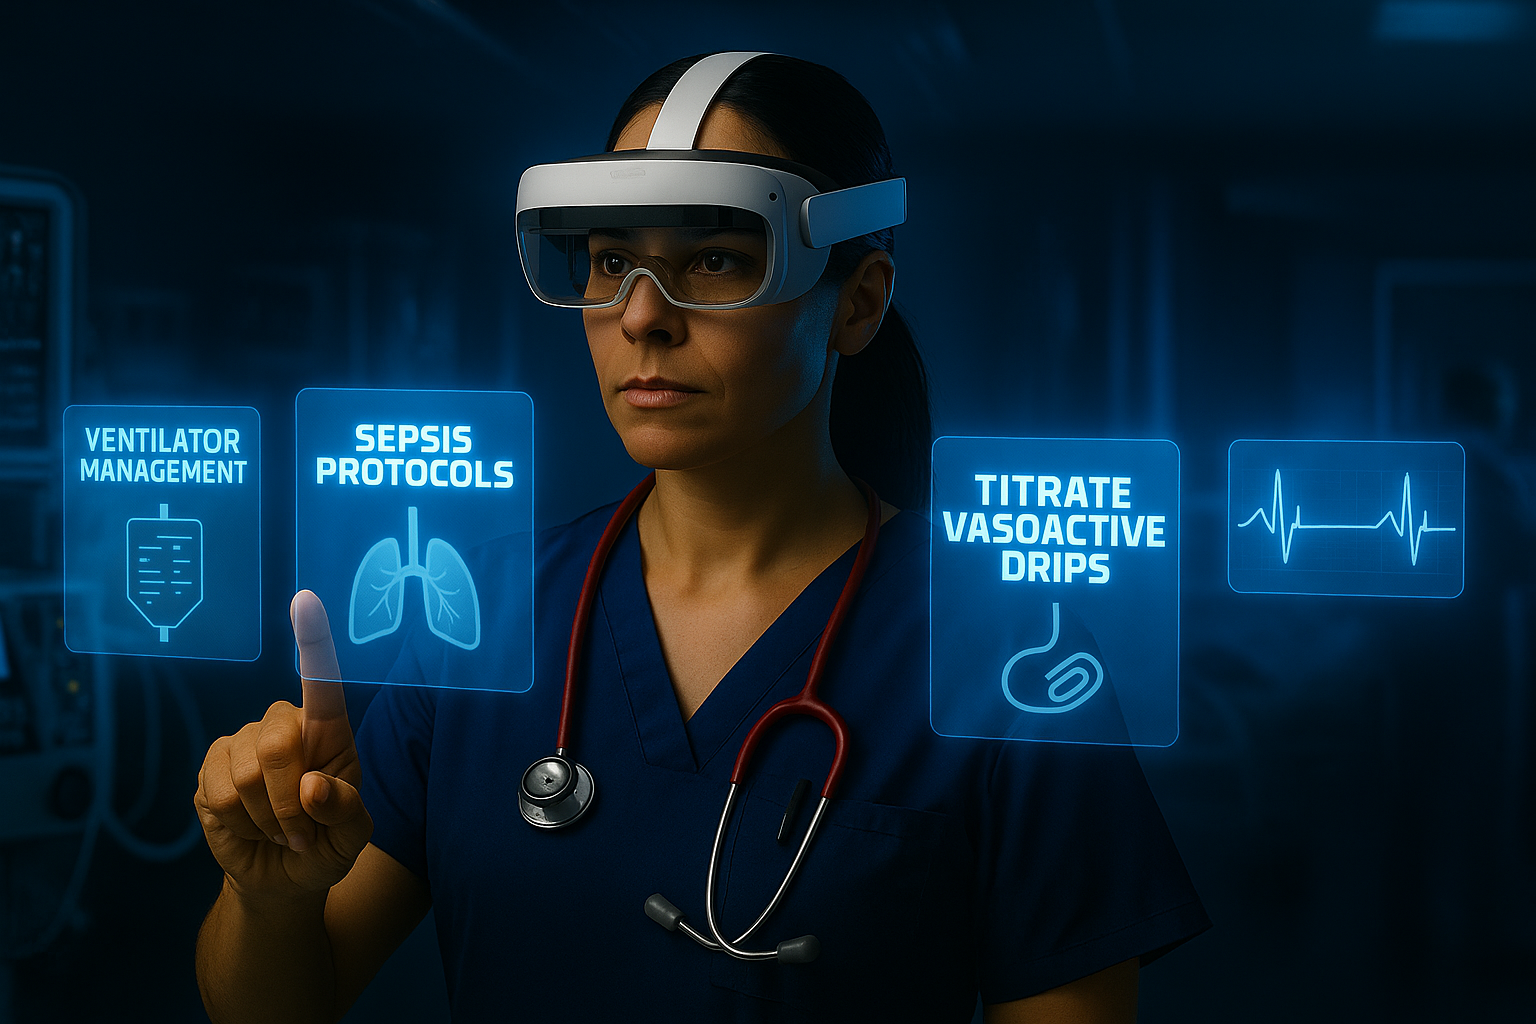 VENTILATOR
MANAGEMENT
SEPSIS
PROTOCOLS
TITRATE
VASOACTIVE
DRIPS